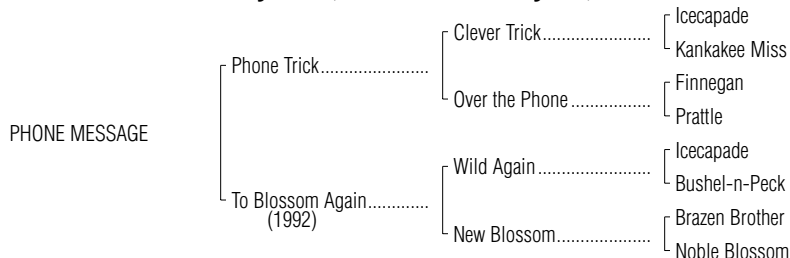 Icecapade
Clever Trick......................
Kankakee Miss
Phone Trick.......................
Finnegan
Over the Phone .................
Prattle
PHONE MESSAGE
Icecapade
Wild Again .......................
Bushel-n-Peck
To Blossom Again.............
(1992)
Brazen Brother
New Blossom....................
Noble Blossom